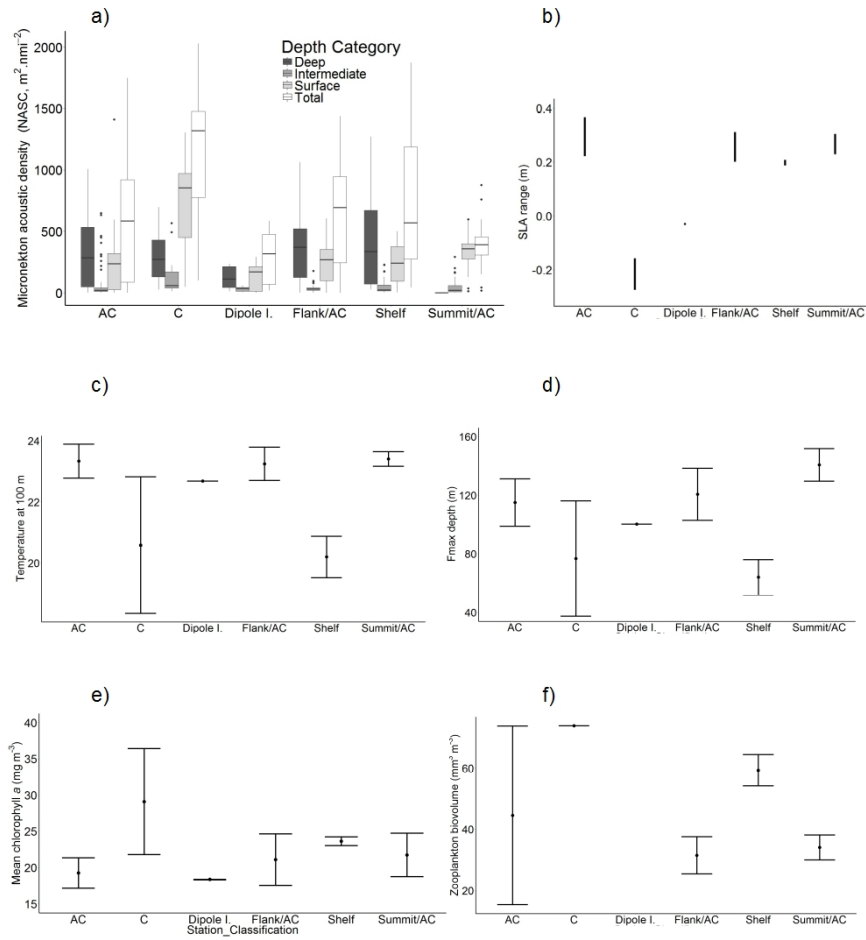 a)
Micronekton acoustic density (NASC, m².nmi⁻²)
2000
1500
1000
500
0
Depth Category
Deep
Intermediate
Surface
Total
AC C Dipole I. Flank/AC Shelf Summit/AC
b)
SLA range (m)
0.4
0.2
0.0
-0.2
AC C Dipole I. Flank/AC Shelf Summit/AC
c)
Temperature at 100 m
24
22
20
AC C Dipole I. Flank/AC Shelf Summit/AC
d)
Fmax depth (m)
160
120
80
40
AC C Dipole I. Flank/AC Shelf Summit/AC
e)
Mean chlorophyll a (mg m⁻³)
40
35
30
25
20
15
AC C Dipole I. Flank/AC Shelf Summit/AC
Station_Classification
f)
Zooplankton biovolume (mm³ m⁻³)
60
40
20
AC C Dipole I. Flank/AC Shelf Summit/AC